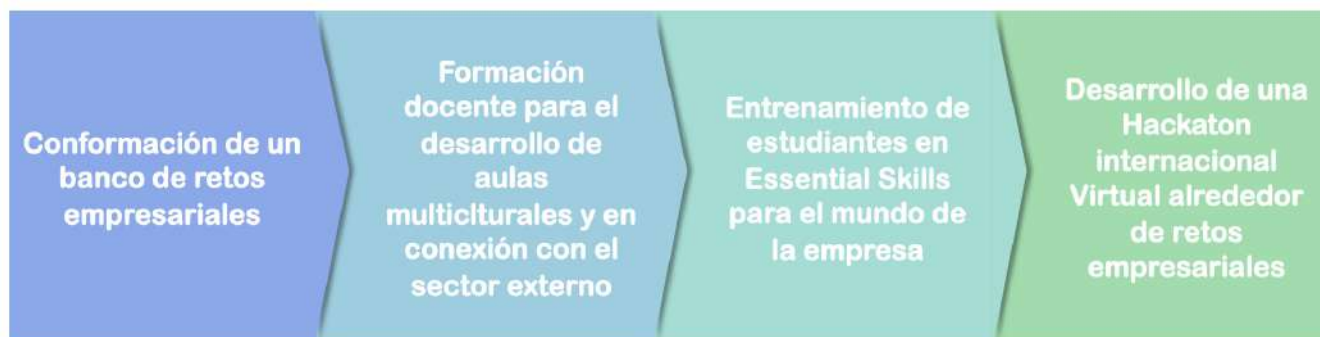 Conformación de un
banco de retos
empresariales
Formación
docente para el
desarrollo de
aulas
multiclturales y en
conexión con el
sector externo
Entrenamiento de
estudiantes en
Essential Skills
para el mundo de
la empresa
Desarrollo de una
Hackaton
internacional
Virtual alrededor
de retos
empresariales